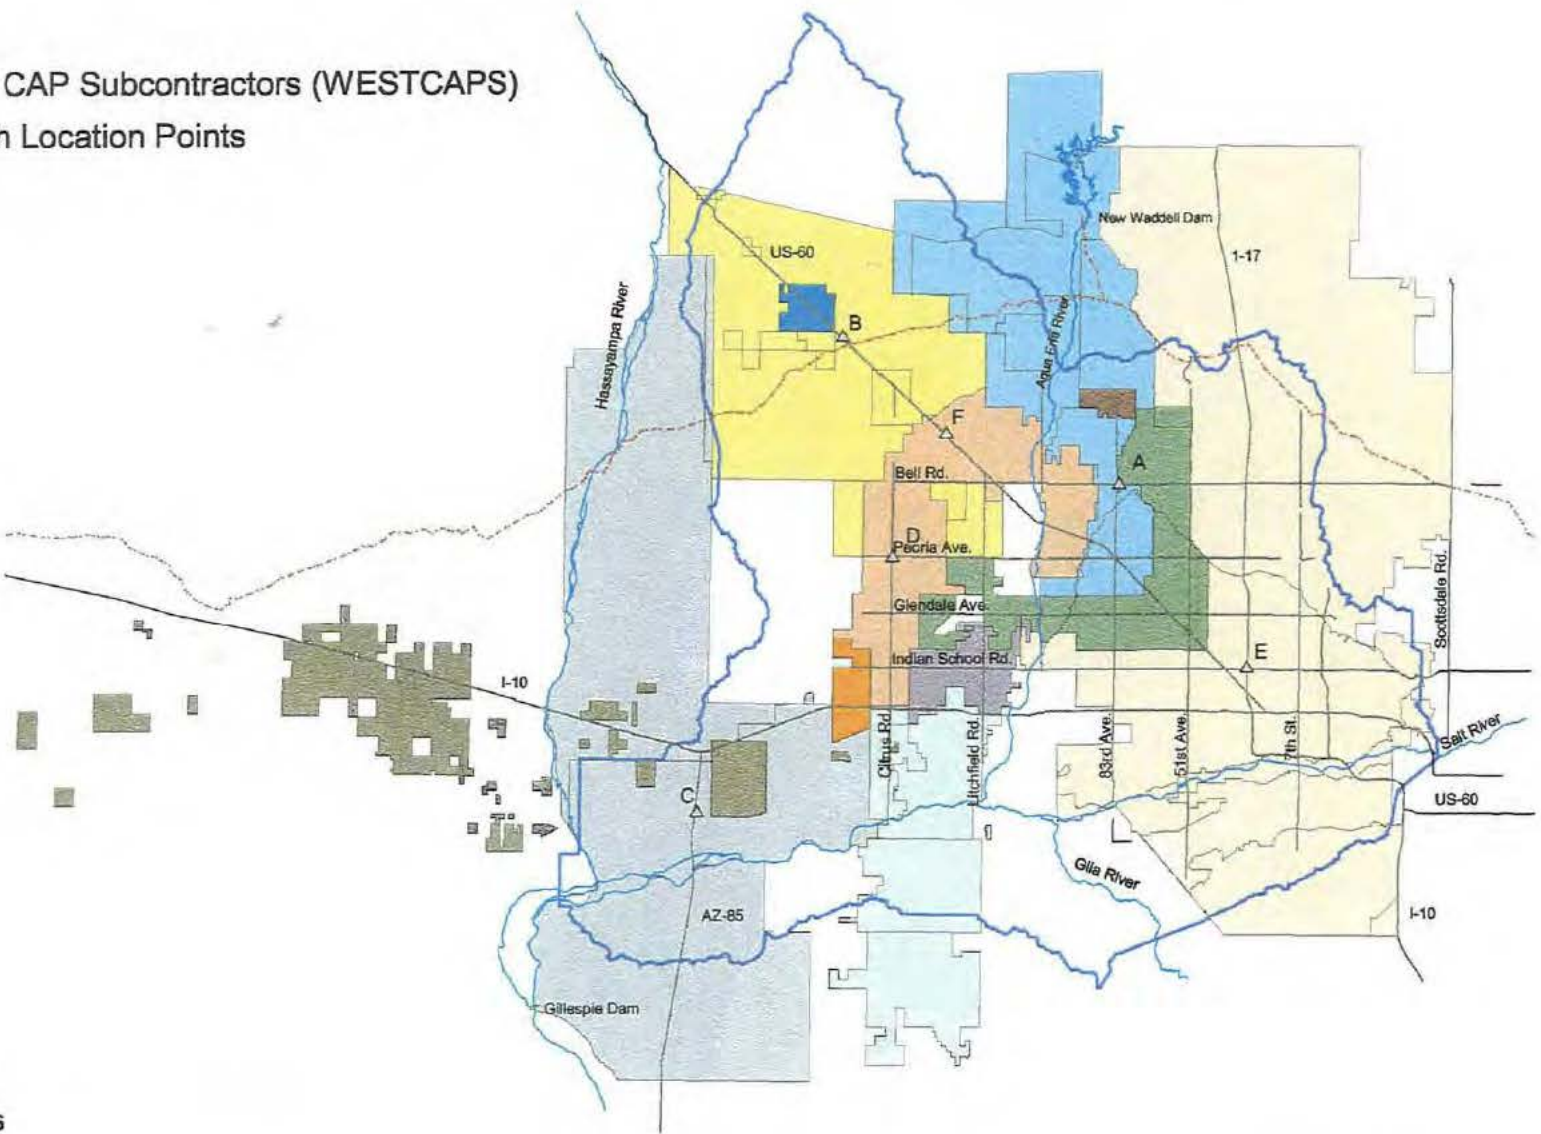 CAP Subcontractors (WESTCAPS)
Location Points
New Waddell Dam
US-60
1-17
Hassayampa River
B
Agua Fria River
F
A
Bell Rd.
D
Peoria Ave.
Scottsdale Rd.
Glendale Ave.
Indian School Rd.
E
I-10
Citrus Rd
Litchfield Rd.
83rd Ave.
51st Ave.
7th St.
Salt River
C
US-60
Gila River
AZ-85
I-10
Gillespie Dam